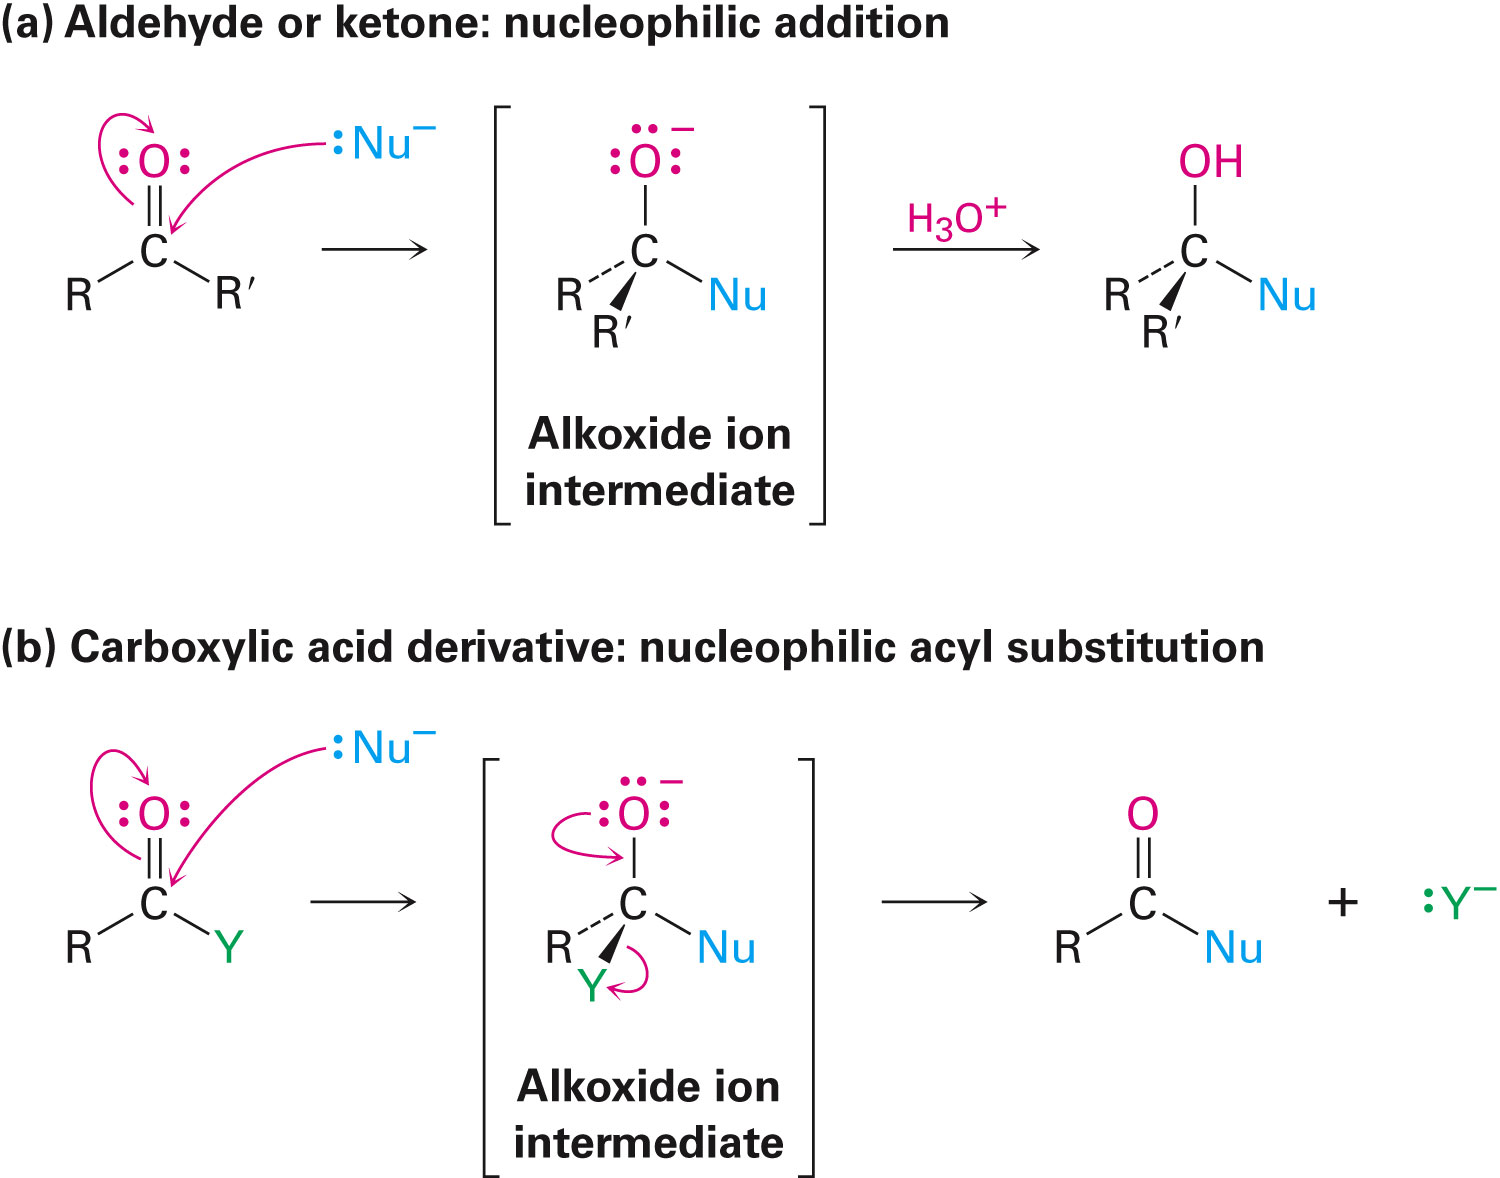 (a) Aldehyde or ketone: nucleophilic addition
:O: :Nu⁻
C
R R′
:Ö:⁻
C
R Nu
R′
Alkoxide ion
intermediate
H₃O⁺
OH
C
R Nu
R′
(b) Carboxylic acid derivative: nucleophilic acyl substitution
:O: :Nu⁻
C
R Y
:Ö:⁻
C
R Nu
Y
Alkoxide ion
intermediate
O
C
R Nu
+ :Y⁻